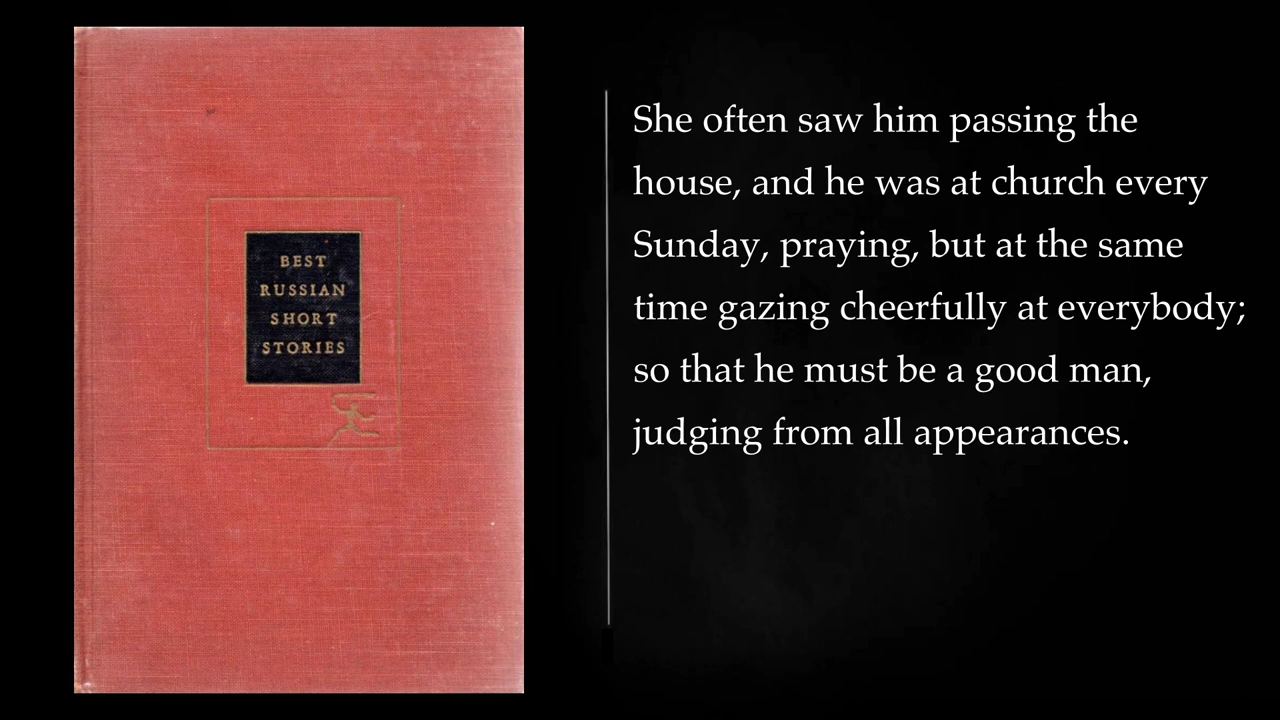 BEST
RUSSIAN
SHORT
STORIES
She often saw him passing the
house, and he was at church every
Sunday, praying, but at the same
time gazing cheerfully at everybody;
so that he must be a good man,
judging from all appearances.